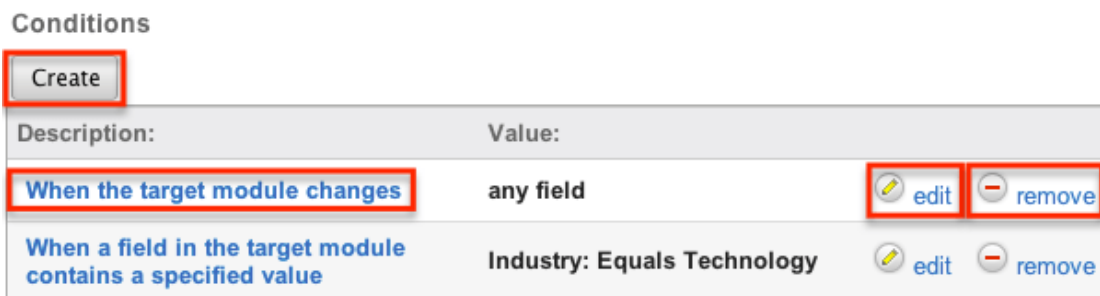 Conditions
Create
Description: Value:
When the target module changes any field edit remove
When a field in the target module
contains a specified value Industry: Equals Technology edit remove